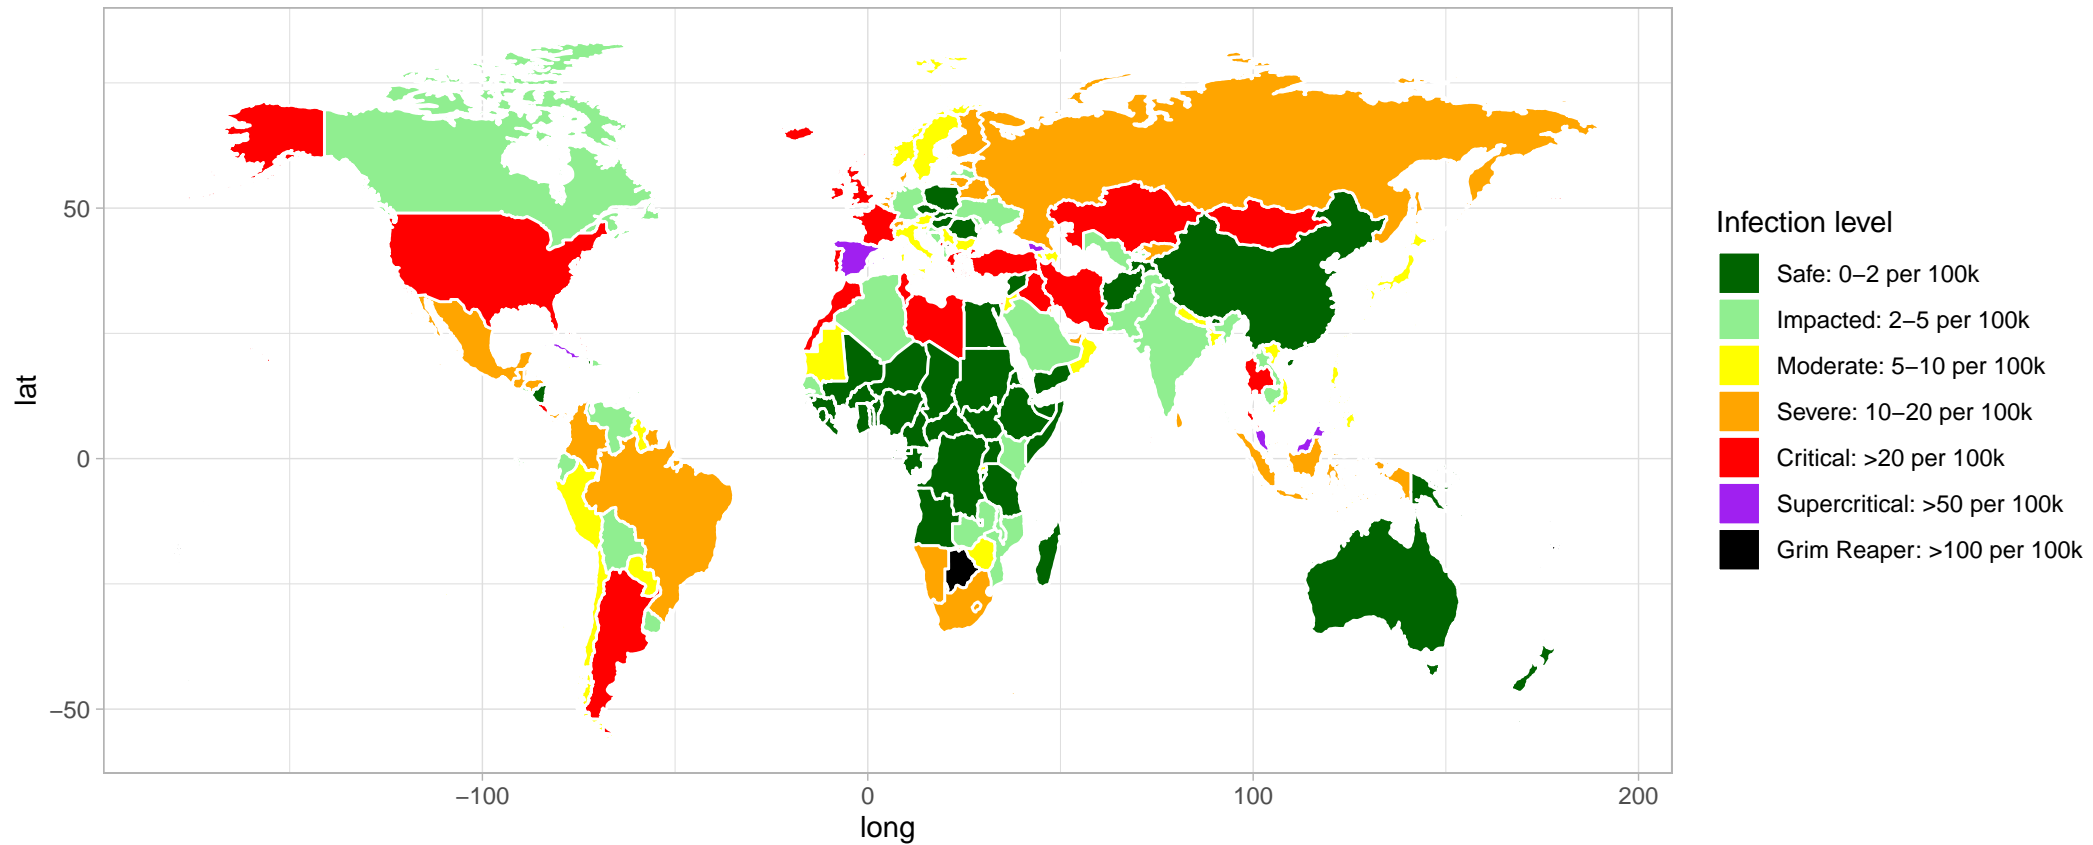 Infection level
Safe: 0–2 per 100k
Impacted: 2–5 per 100k
Moderate: 5–10 per 100k
Severe: 10–20 per 100k
Critical: >20 per 100k
Supercritical: >50 per 100k
Grim Reaper: >100 per 100k
lat
50
0
−50
−100
0
100
200
long